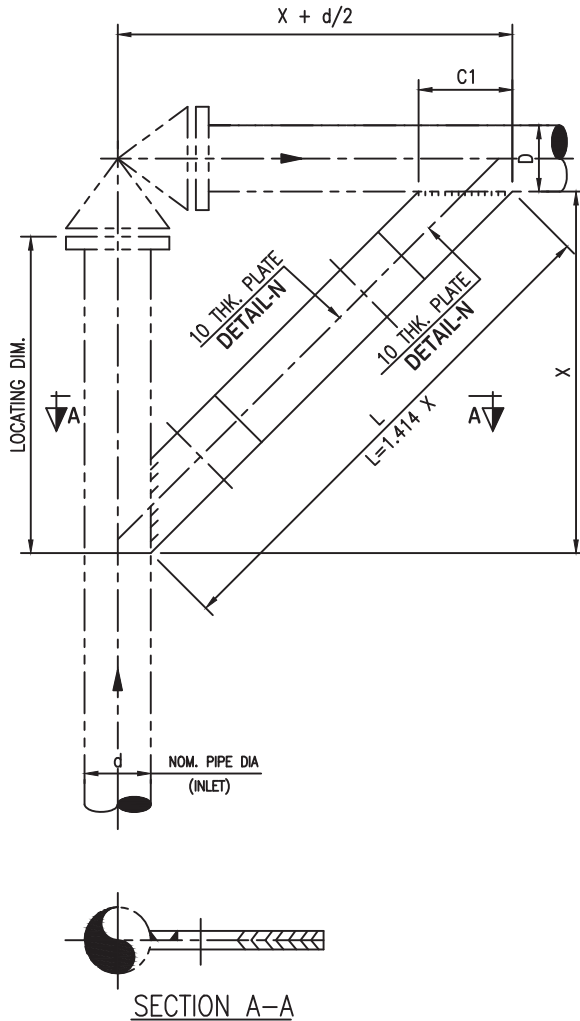 X + d/2
C1
D
10 THK. PLATE
DETAIL-N
10 THK. PLATE
DETAIL-N
LOCATING DIM.
A
A
X
L
L=1.414 X
d
NOM. PIPE DIA
(INLET)
SECTION A-A